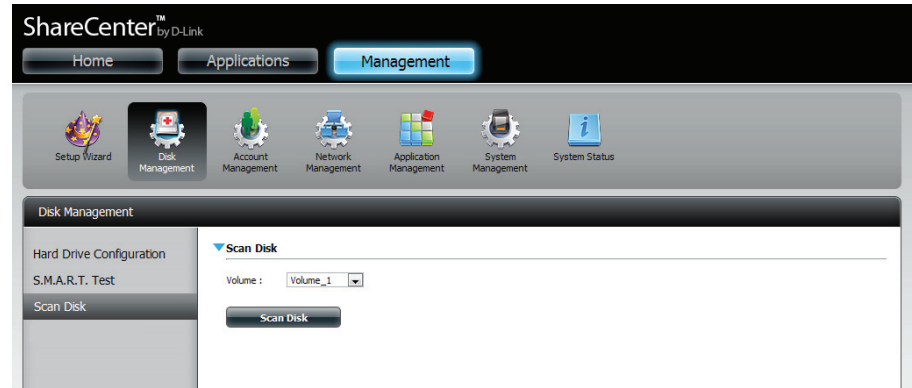 ShareCenter™ by D-Link
Home Applications Management
Setup Wizard Disk Management Account Management Network Management Application Management System Management System Status
Disk Management
Hard Drive Configuration
S.M.A.R.T. Test
Scan Disk
Scan Disk
Volume : Volume_1
Scan Disk